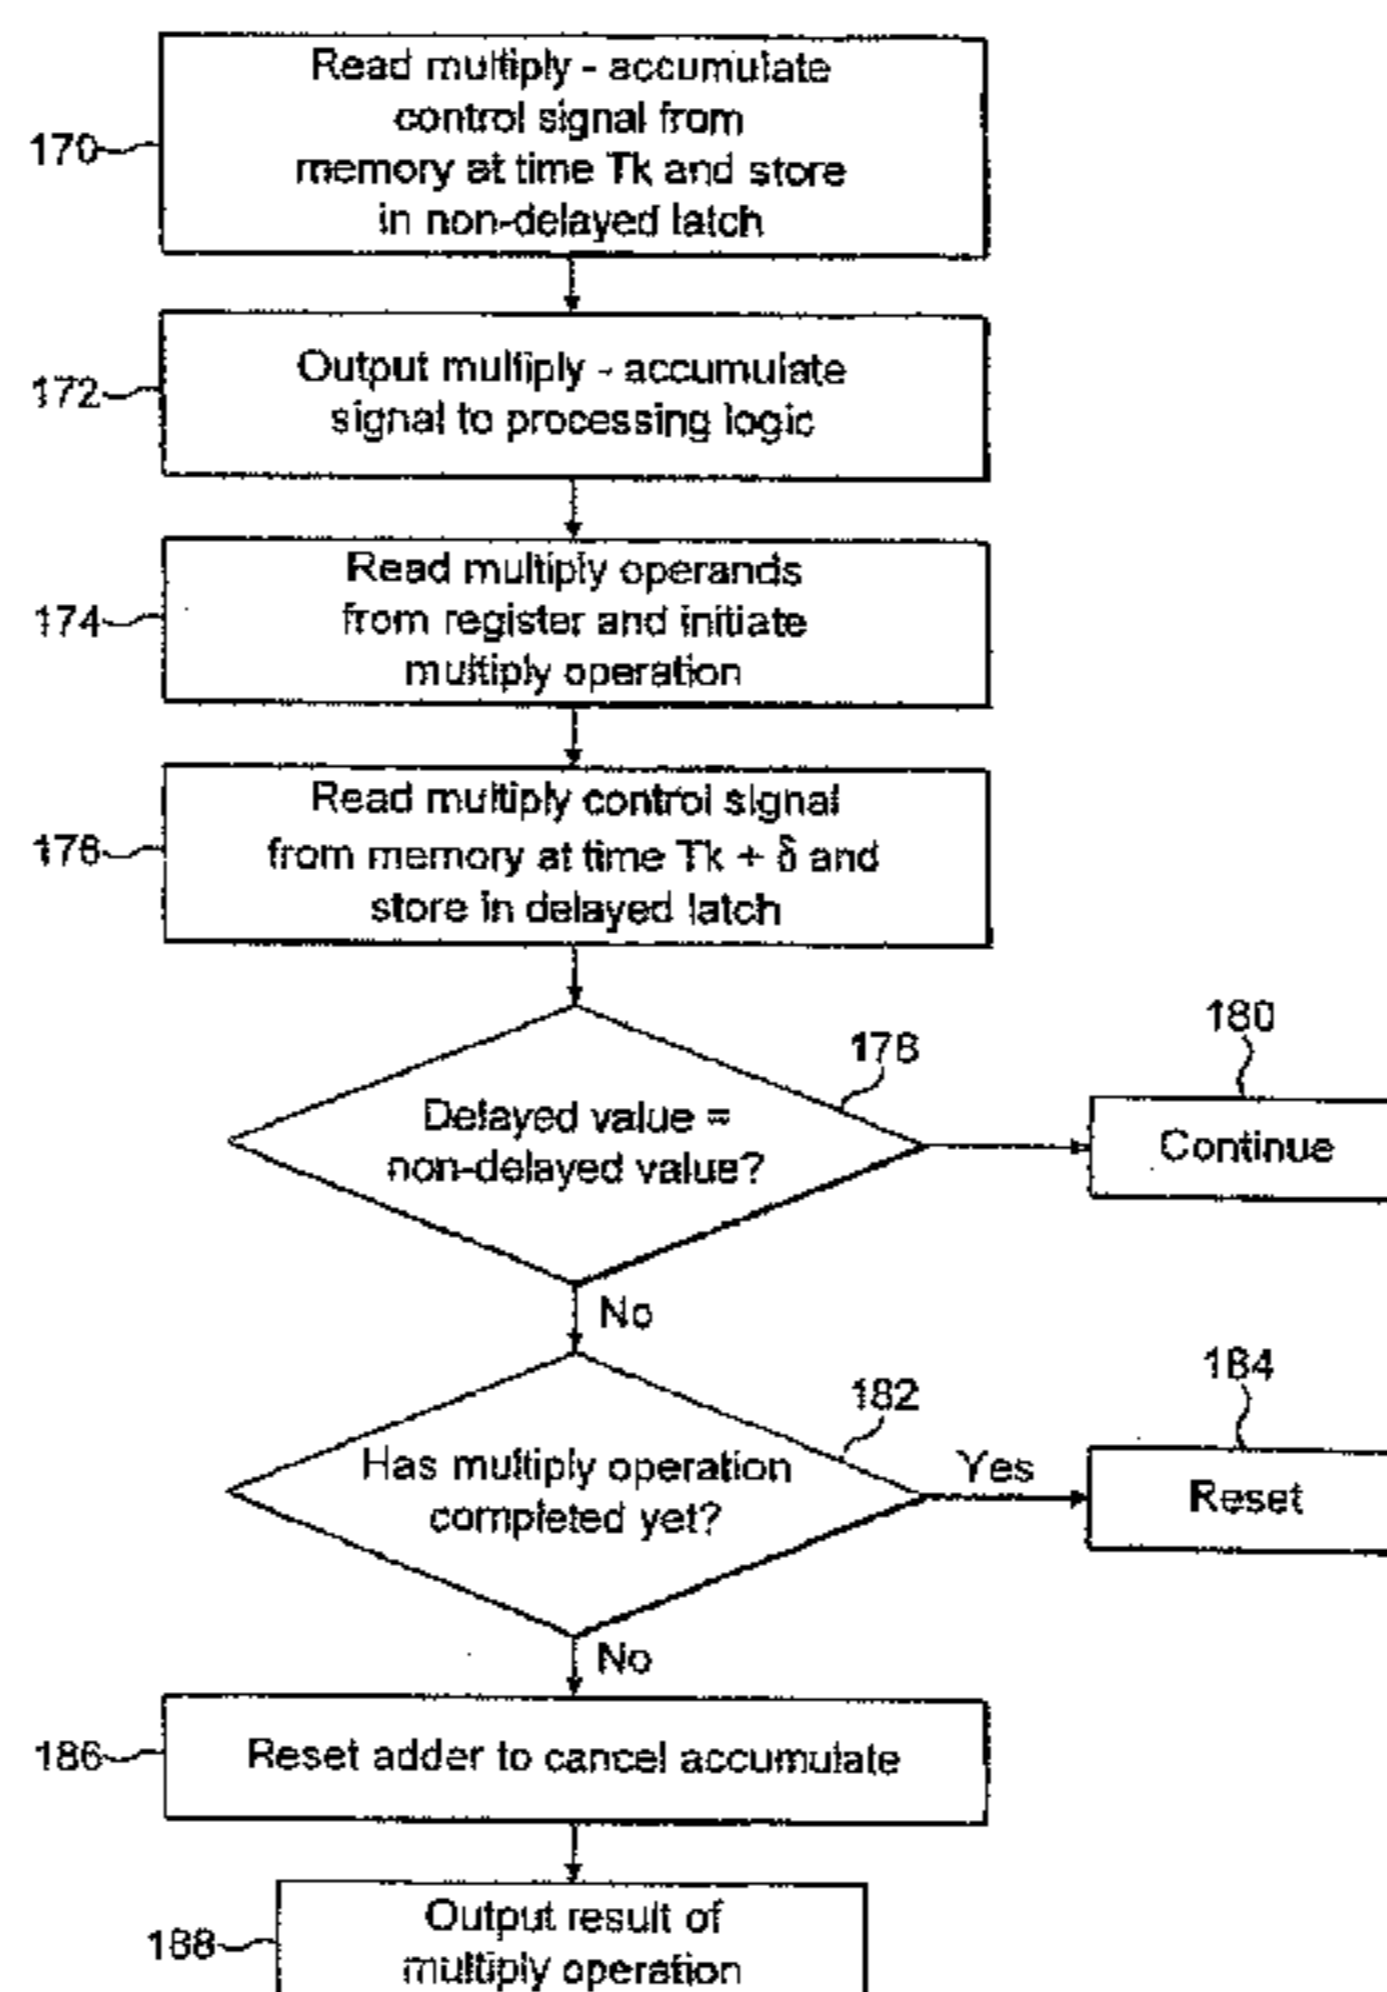 170
Read multiply - accumulate
control signal from
memory at time Tk and store
in non-delayed latch
172
Output multiply - accumulate
signal to processing logic
174
Read multiply operands
from register and initiate
multiply operation
176
Read multiply control signal
from memory at time Tk + δ and
store in delayed latch
178
Delayed value =
non-delayed value?
180
Continue
No
182
Has multiply operation
completed yet?
Yes
184
Reset
No
186
Reset adder to cancel accumulate
188
Output result of
multiply operation